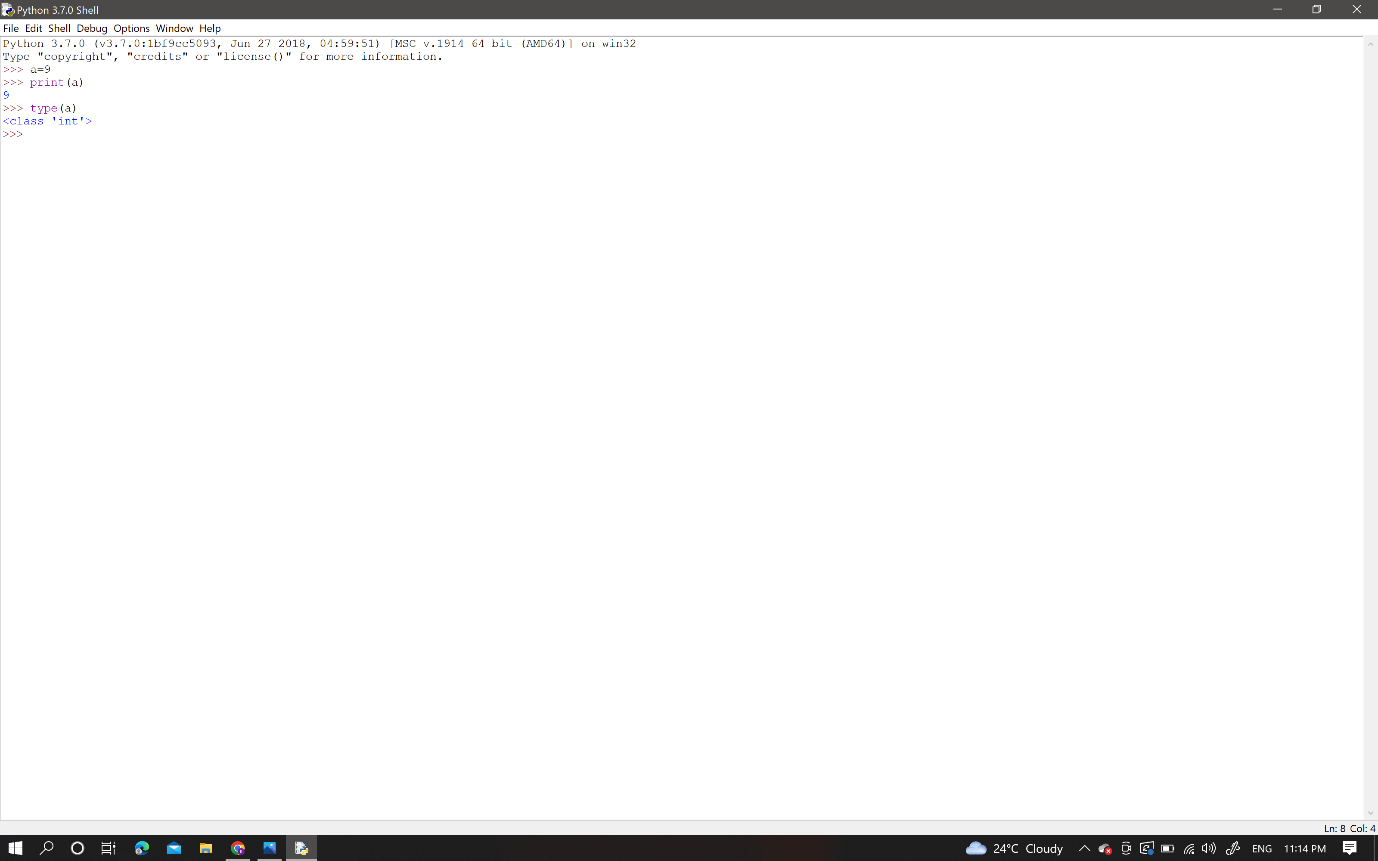 Python 3.7.0 Shell
File Edit Shell Debug Options Window Help
Python 3.7.0 (v3.7.0:1bf9cc5093, Jun 27 2018, 04:59:51) [MSC v.1914 64 bit (AMD64)] on win32
Type "copyright", "credits" or "license()" for more information.
>>> a=9
>>> print(a)
9
>>> type(a)
<class 'int'>
>>>
Ln: 8 Col: 4
24°C Cloudy ENG 11:14 PM